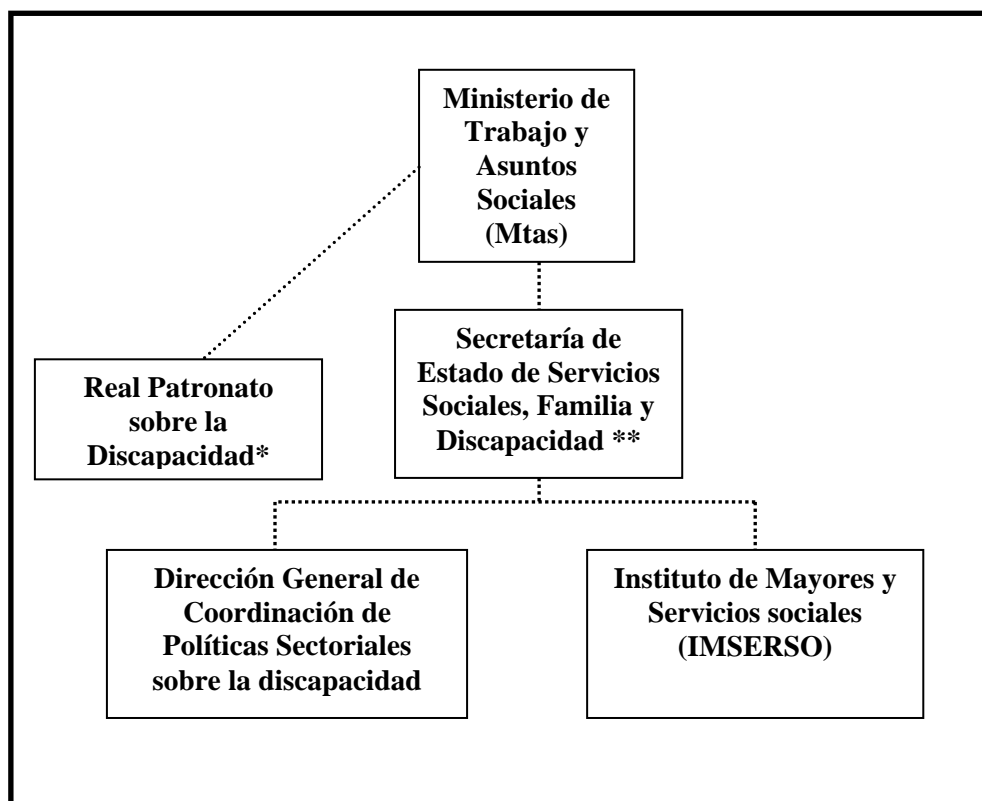 Ministerio de
Trabajo y
Asuntos
Sociales
(Mtas)
Secretaría de
Estado de Servicios
Sociales, Familia y
Discapacidad **
Real Patronato
sobre la
Discapacidad*
Dirección General de
Coordinación de
Políticas Sectoriales
sobre la discapacidad
Instituto de Mayores y
Servicios sociales
(IMSERSO)